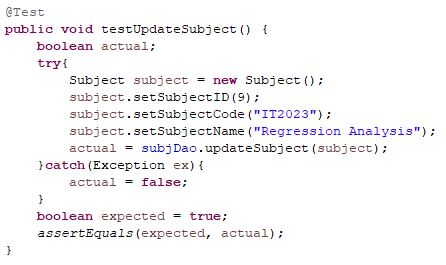 @Test
public void testUpdateSubject() {
    boolean actual;
    try{
        Subject subject = new Subject();
        subject.setSubjectID(9);
        subject.setSubjectCode("IT2023");
        subject.setSubjectName("Regression Analysis");
        actual = subjDao.updateSubject(subject);
    }catch(Exception ex){
        actual = false;
    }
    boolean expected = true;
    assertEquals(expected, actual);
}